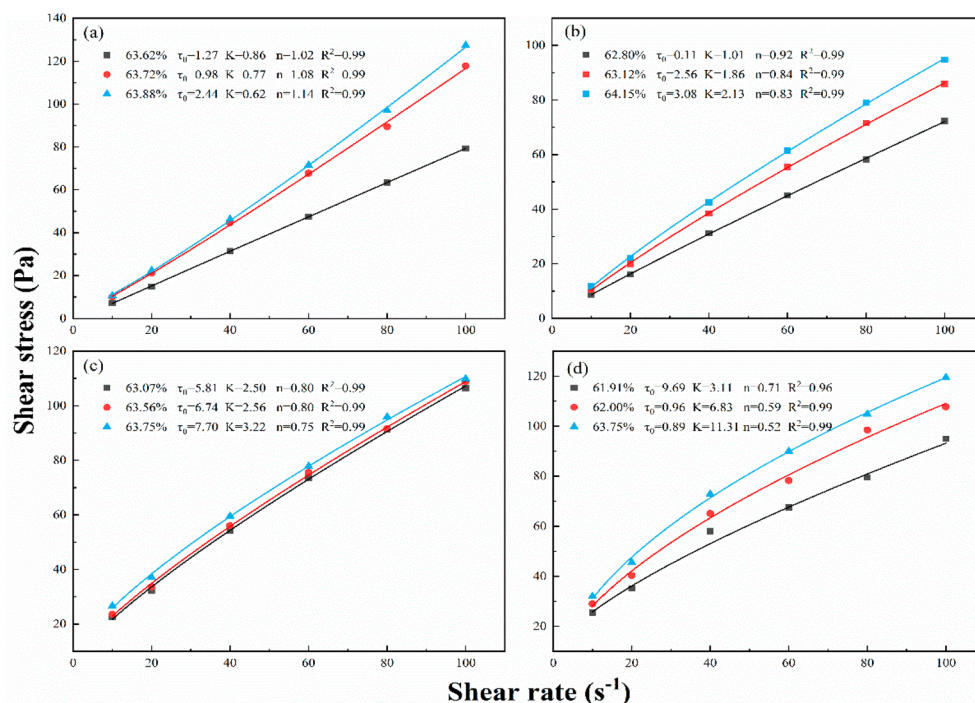 Shear stress (Pa)
(a)
63.62% τ₀=1.27 K=0.86 n=1.02 R²=0.99
63.72% τ₀=0.98 K=0.77 n=1.08 R²=0.99
63.88% τ₀=2.44 K=0.62 n=1.14 R²=0.99
140
120
100
80
60
40
20
0
0 20 40 60 80 100
(b)
62.80% τ₀=0.11 K=1.01 n=0.92 R²=0.99
63.12% τ₀=2.56 K=1.86 n=0.84 R²=0.99
64.15% τ₀=3.08 K=2.13 n=0.83 R²=0.99
100
80
60
40
20
0
0 20 40 60 80 100
(c)
63.07% τ₀=5.81 K=2.50 n=0.80 R²=0.99
63.56% τ₀=6.74 K=2.56 n=0.80 R²=0.99
63.75% τ₀=7.70 K=3.22 n=0.75 R²=0.99
120
100
80
60
40
20
0 20 40 60 80 100
(d)
61.91% τ₀=9.69 K=3.11 n=0.71 R²=0.96
62.00% τ₀=0.96 K=6.83 n=0.59 R²=0.99
63.75% τ₀=0.89 K=11.31 n=0.52 R²=0.99
120
100
80
60
40
20
0 20 40 60 80 100
Shear rate (s⁻¹)